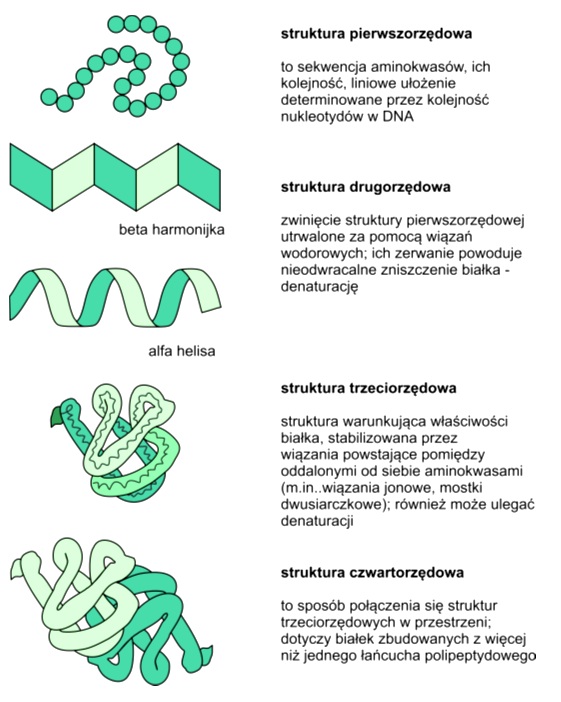 struktura pierwszorzędowa
to sekwencja aminokwasów, ich
kolejność, liniowe ułożenie
determinowane przez kolejność
nukleotydów w DNA
beta harmonijka
struktura drugorzędowa
zwinięcie struktury pierwszorzędowej
utrwalone za pomocą wiązań
wodorowych; ich zerwanie powoduje
nieodwracalne zniszczenie białka -
denaturację
alfa helisa
struktura trzeciorzędowa
struktura warunkująca właściwości
białka, stabilizowana przez
wiązania powstające pomiędzy
oddalonymi od siebie aminokwasami
(m.in..wiązania jonowe, mostki
dwusiarczkowe); również może ulegać
denaturacji
struktura czwartorzędowa
to sposób połączenia się struktur
trzeciorzędowych w przestrzeni;
dotyczy białek zbudowanych z więcej
niż jednego łańcucha polipeptydowego